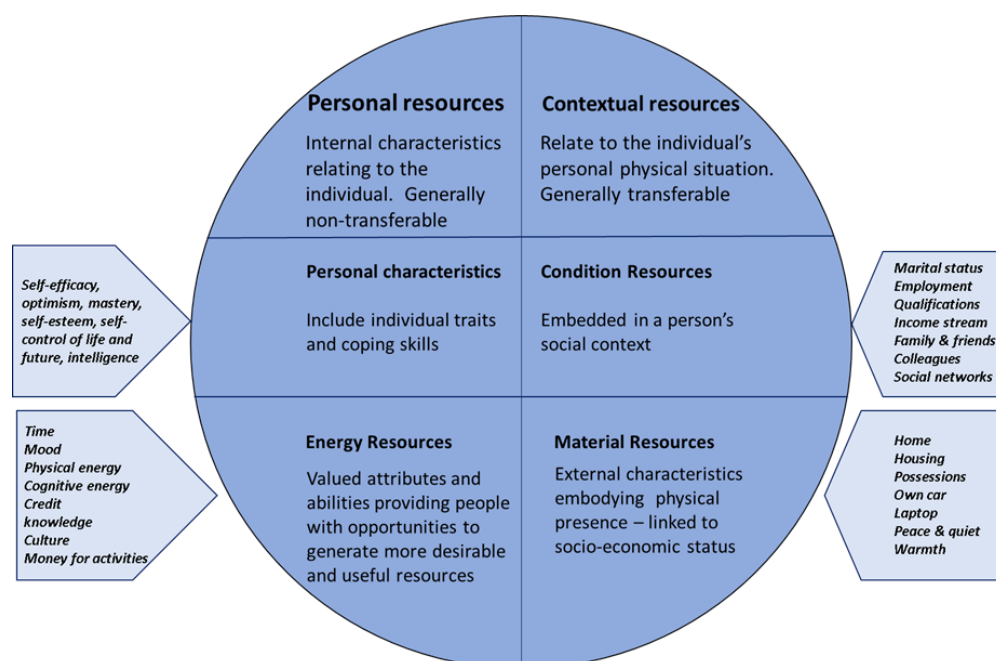 Personal resources
Internal characteristics
relating to the
individual. Generally
non-transferable
Contextual resources
Relate to the individual's
personal physical situation.
Generally transferable
Self-efficacy,
optimism, mastery,
self-esteem, self-
control of life and
future, intelligence
Personal characteristics
Include individual traits
and coping skills
Condition Resources
Embedded in a person's
social context
Marital status
Employment
Qualifications
Income stream
Family & friends
Colleagues
Social networks
Time
Mood
Physical energy
Cognitive energy
Credit
knowledge
Culture
Money for activities
Energy Resources
Valued attributes and
abilities providing people
with opportunities to
generate more desirable
and useful resources
Material Resources
External characteristics
embodying physical
presence – linked to
socio-economic status
Home
Housing
Possessions
Own car
Laptop
Peace & quiet
Warmth